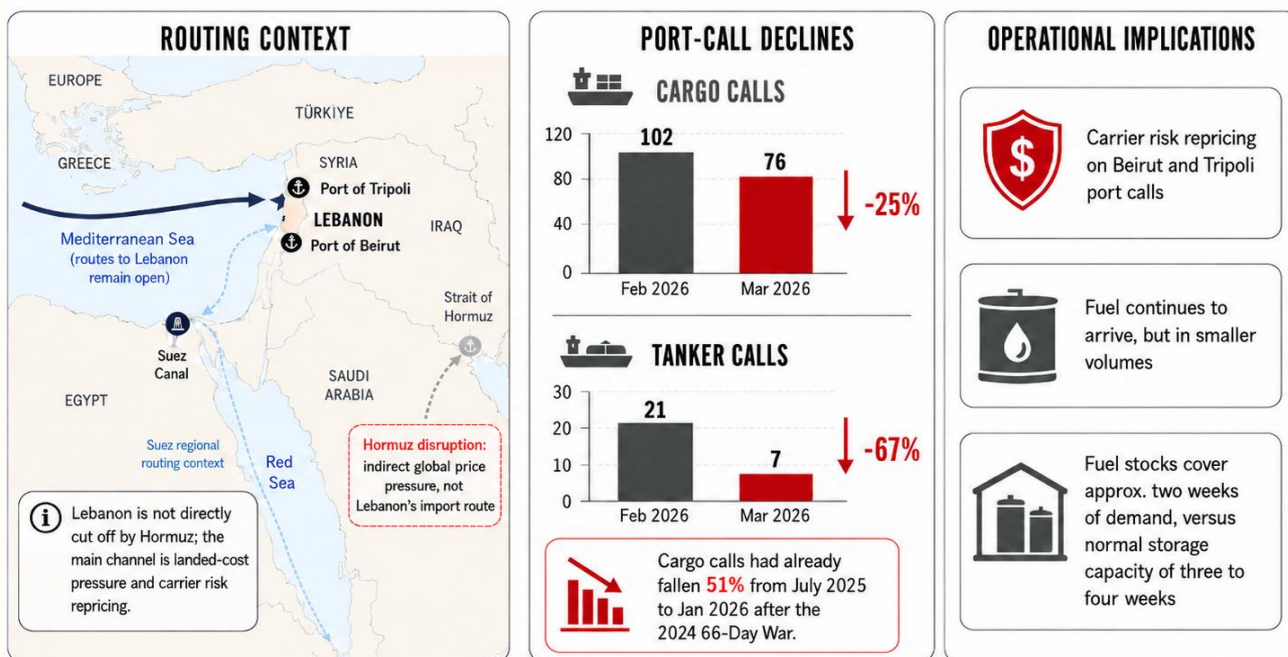 ROUTING CONTEXT
EUROPE
TÜRKİYE
GREECE
SYRIA
Port of Tripoli
LEBANON
IRAQ
Port of Beirut
Mediterranean Sea
(routes to Lebanon
remain open)
Strait of
Hormuz
Suez
Canal
SAUDI
ARABIA
EGYPT
Suez regional
routing context
Red
Sea
Hormuz disruption:
indirect global price
pressure, not
Lebanon's import route
i
Lebanon is not directly
cut off by Hormuz; the
main channel is landed-cost
pressure and carrier risk
repricing.
PORT-CALL DECLINES
CARGO CALLS
120
80
40
0
102
76
-25%
Feb 2026
Mar 2026
TANKER CALLS
30
20
10
0
21
7
-67%
Feb 2026
Mar 2026
Cargo calls had already
fallen 51% from July 2025
to Jan 2026 after the
2024 66-Day War.
OPERATIONAL IMPLICATIONS
$
Carrier risk repricing
on Beirut and Tripoli
port calls
Fuel continues to
arrive, but in smaller
volumes
Fuel stocks cover
approx. two weeks
of demand, versus
normal storage
capacity of three to
four weeks